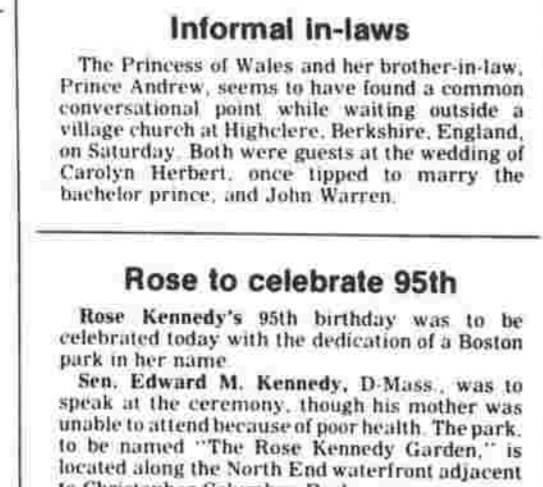 Informal in-laws
The Princess of Wales and her brother-in-law,
Prince Andrew, seems to have found a common
conversational point while waiting outside a
village church at Highclere, Berkshire, England,
on Saturday. Both were guests at the wedding of
Carolyn Herbert, once tipped to marry the
bachelor prince, and John Warren.
Rose to celebrate 95th
Rose Kennedy's 95th birthday was to be
celebrated today with the dedication of a Boston
park in her name.
Sen. Edward M. Kennedy, D-Mass., was to
speak at the ceremony, though his mother was
unable to attend because of poor health. The park,
to be named "The Rose Kennedy Garden," is
located along the North End waterfront adjacent
to Christopher Columbus